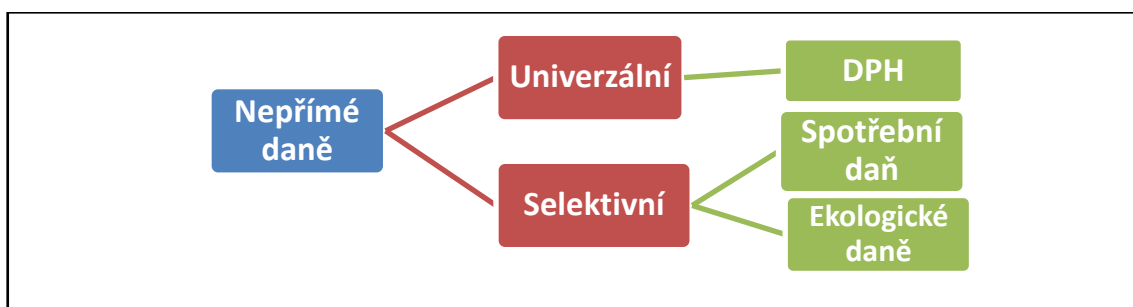 Nepřímé
daně
Univerzální
DPH
Selektivní
Spotřební
daň
Ekologické
daně